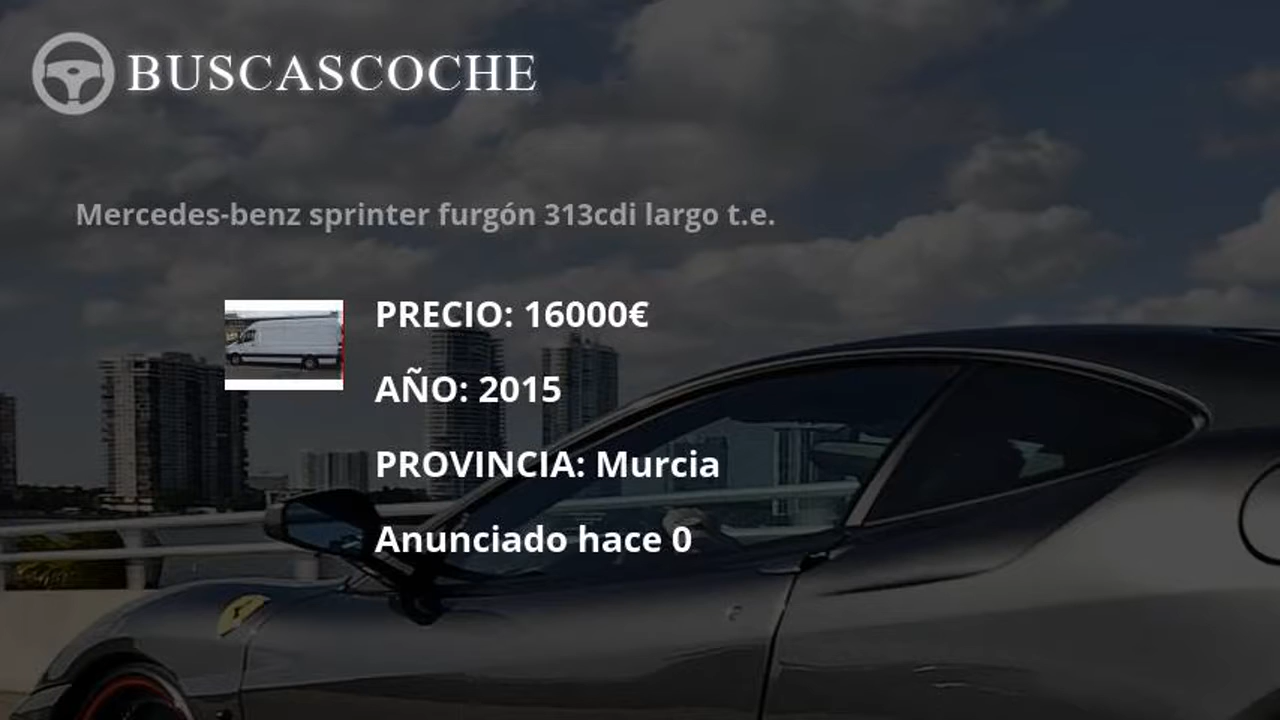 BUSCASCOCHE
Mercedes-benz sprinter furgón 313cdi largo t.e.
PRECIO: 16000€
AÑO: 2015
PROVINCIA: Murcia
Anunciado hace 0